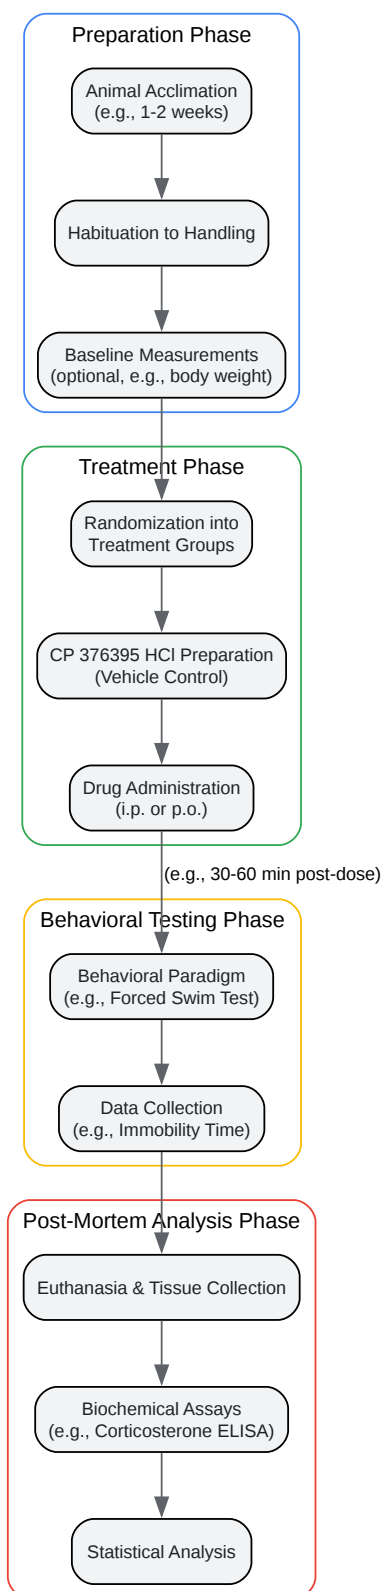 Preparation Phase
Animal Acclimation
(e.g., 1-2 weeks)
Habituation to Handling
Baseline Measurements
(optional, e.g., body weight)
Treatment Phase
Randomization into
Treatment Groups
CP 376395 HCl Preparation
(Vehicle Control)
Drug Administration
(i.p. or p.o.)
(e.g., 30-60 min post-dose)
Behavioral Testing Phase
Behavioral Paradigm
(e.g., Forced Swim Test)
Data Collection
(e.g., Immobility Time)
Post-Mortem Analysis Phase
Euthanasia & Tissue Collection
Biochemical Assays
(e.g., Corticosterone ELISA)
Statistical Analysis